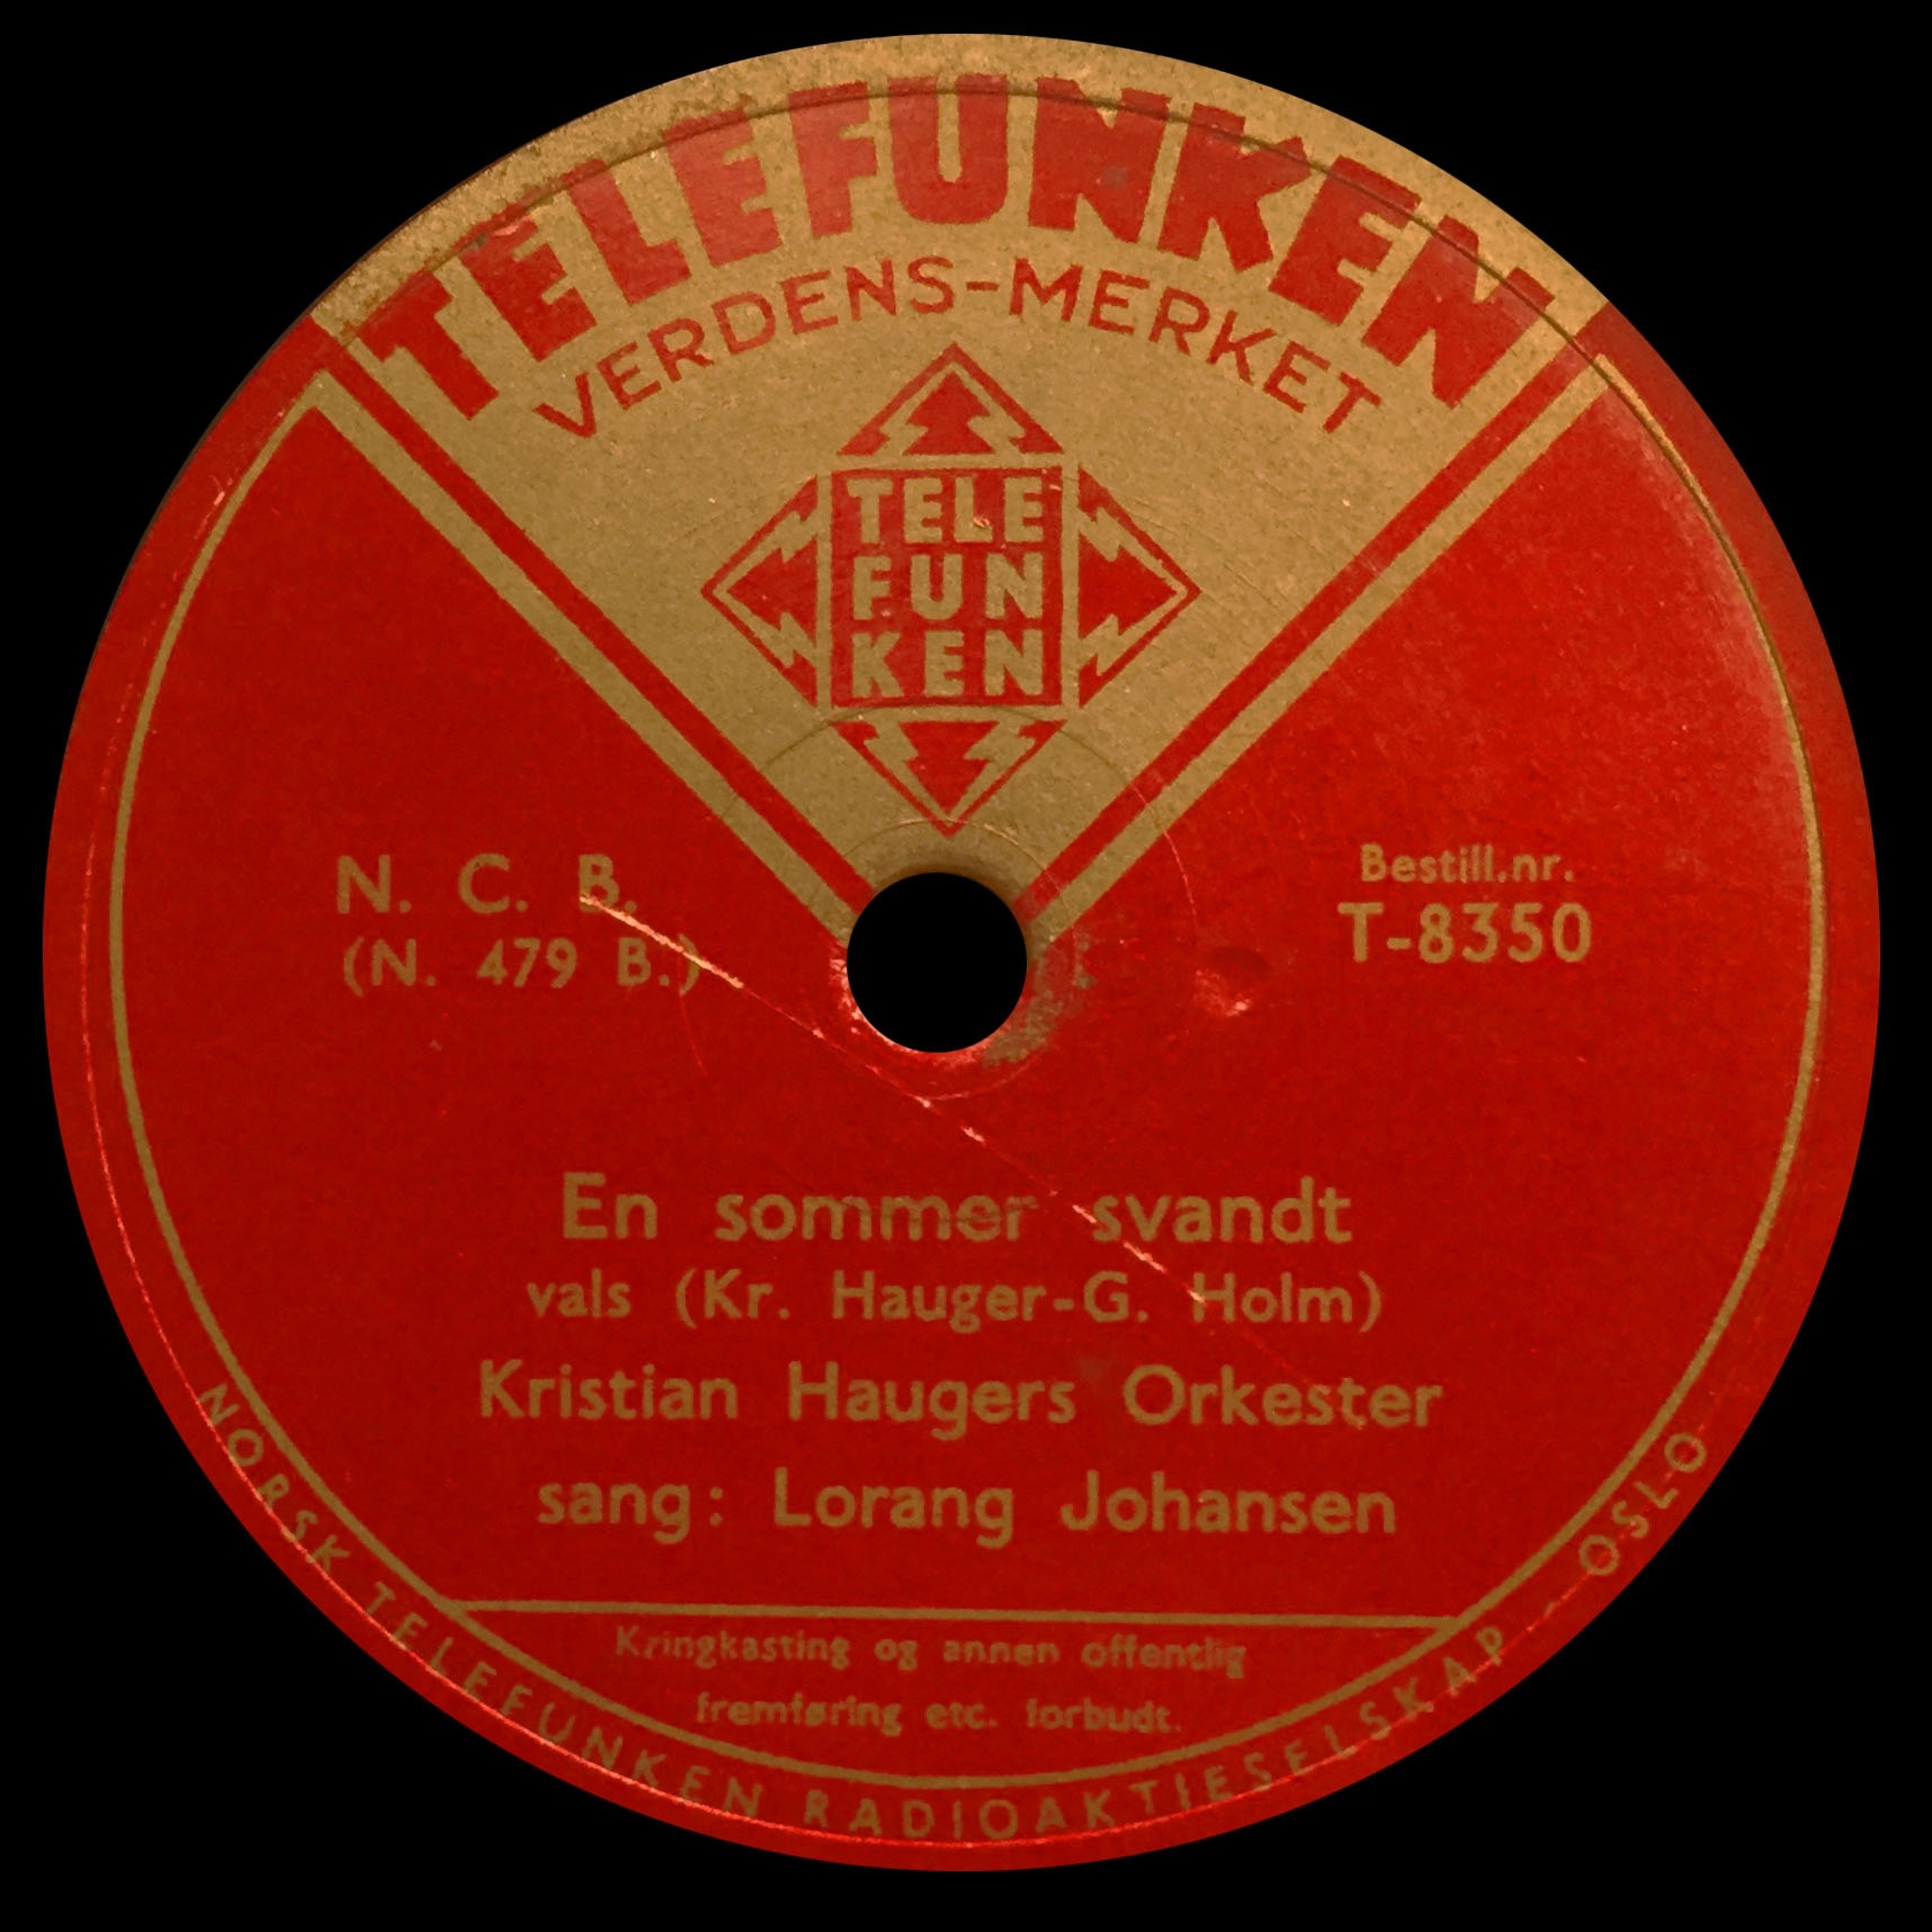 TELEFUNKEN
VERDENS-MERKET
TELE
FUN
KEN
N. C. B.
(N. 479 B.)
Bestill.nr.
T-8350
En sommer svandt
vals (Kr. Hauger-G. Holm)
Kristian Haugers Orkester
sang: Lorang Johansen
Kringkasting og annen offentlig
fremføring etc. forbudt.
NORSK TELEFUNKEN RADIOAKTIESELSKAP - OSLO